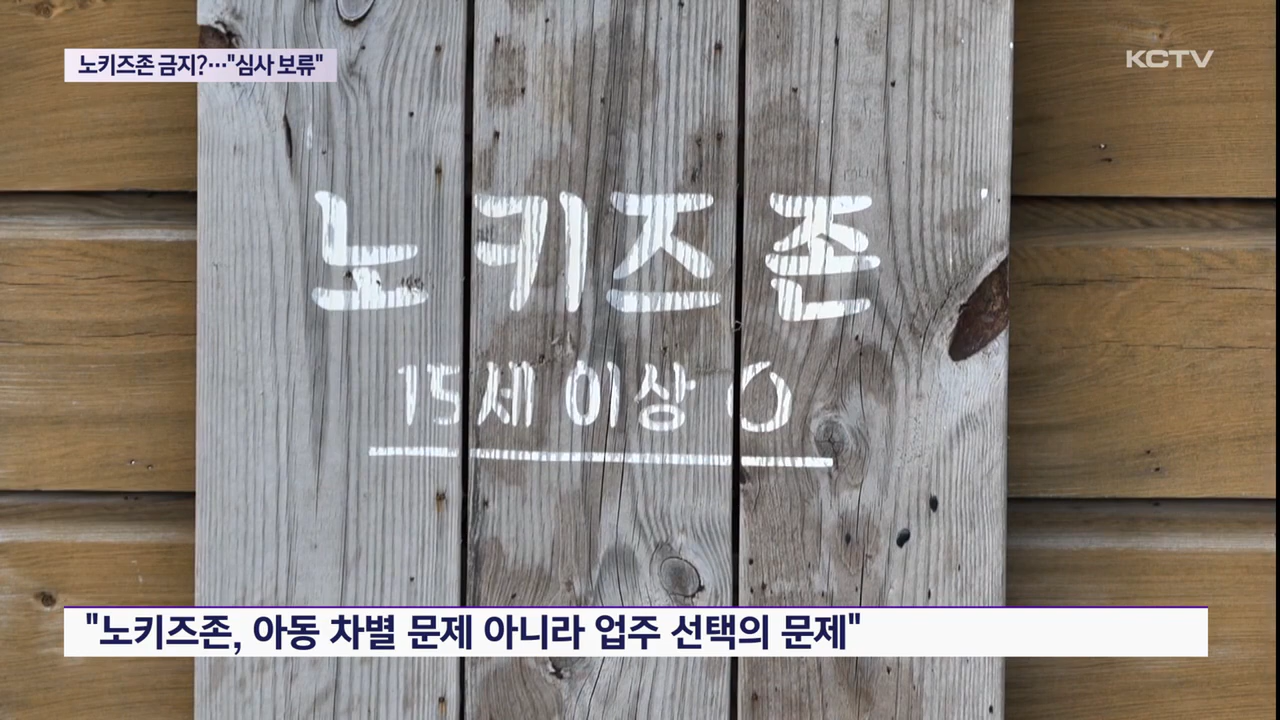 노키즈존 금지?…"심사 보류"
KCTV
노키즈존
15세 이상 O
"노키즈존, 아동 차별 문제 아니라 업주 선택의 문제"